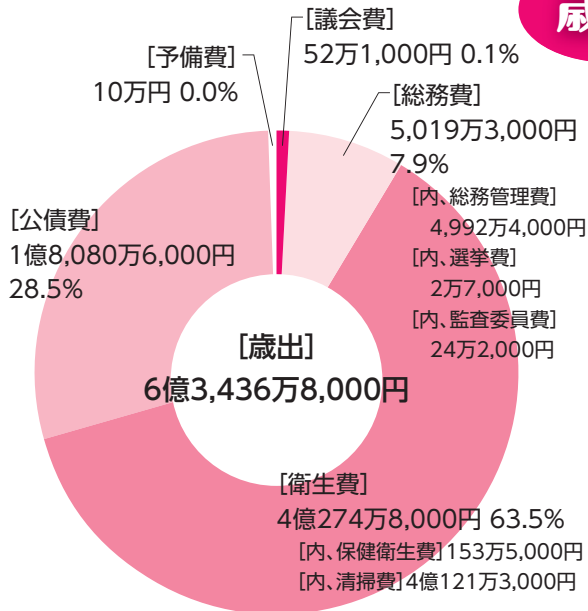 [議会費]
52万1,000円 0.1%
[予備費]
10万円 0.0%
[総務費]
5,019万3,000円
7.9%
[内、総務管理費]
4,992万4,000円
[内、選挙費]
2万7,000円
[内、監査委員費]
24万2,000円
[公債費]
1億8,080万6,000円
28.5%
[歳出]
6億3,436万8,000円
[衛生費]
4億274万8,000円 63.5%
[内、保健衛生費]153万5,000円
[内、清掃費]4億121万3,000円